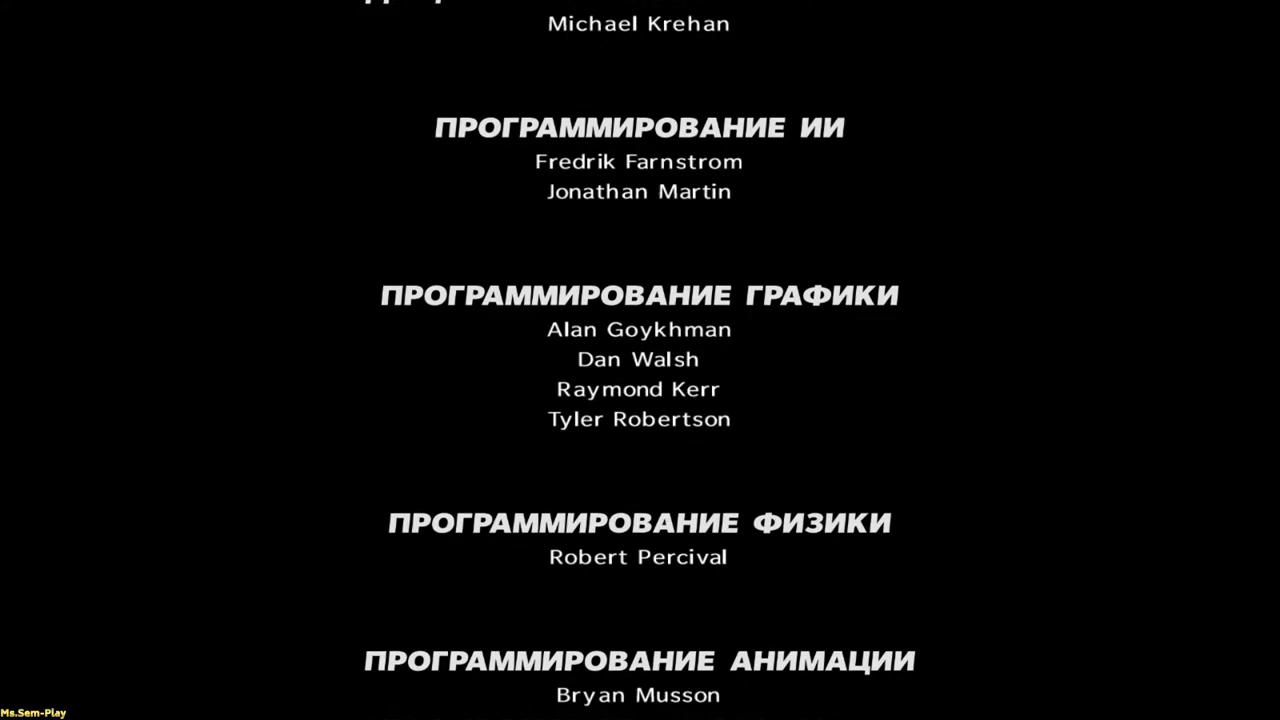 Michael Krehan
ПРОГРАММИРОВАНИЕ ИИ
Fredrik Farnstrom
Jonathan Martin
ПРОГРАММИРОВАНИЕ ГРАФИКИ
Alan Goykhman
Dan Walsh
Raymond Kerr
Tyler Robertson
ПРОГРАММИРОВАНИЕ ФИЗИКИ
Robert Percival
ПРОГРАММИРОВАНИЕ АНИМАЦИИ
Bryan Musson
Ms.Sem-Play